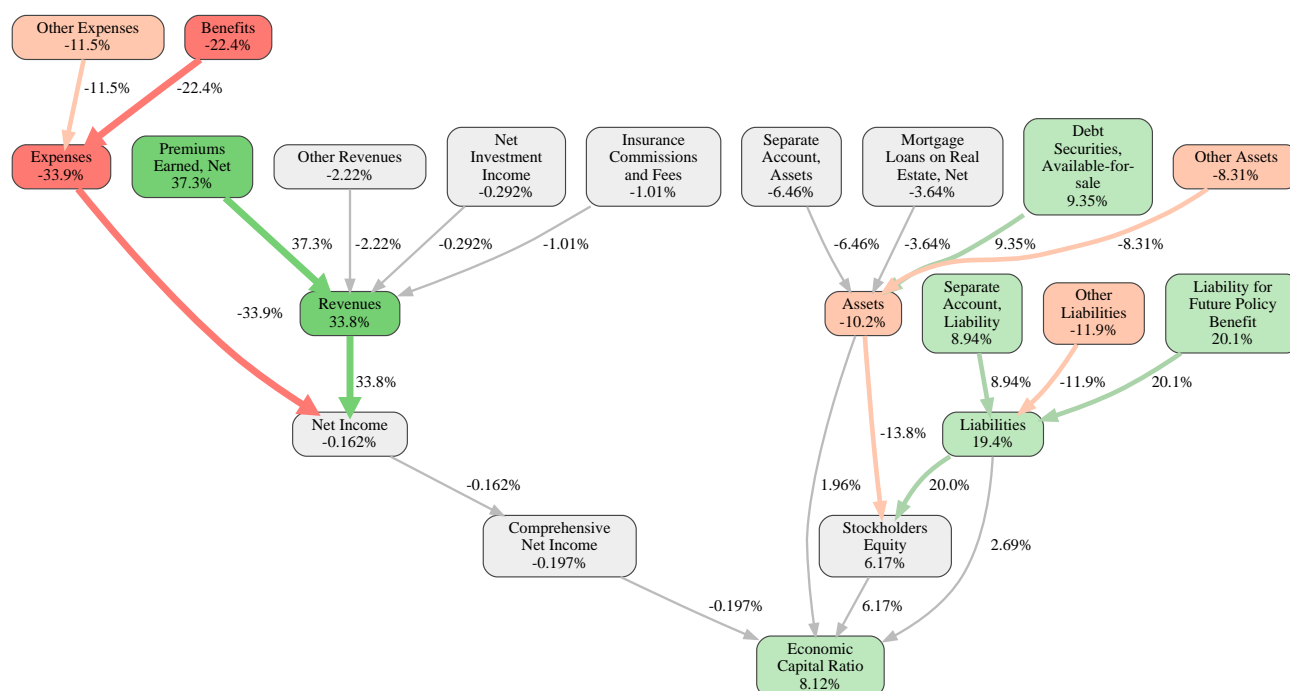 Other Expenses
-11.5%
Benefits
-22.4%
-11.5%
-22.4%
Expenses
-33.9%
Premiums
Earned, Net
37.3%
Other Revenues
-2.22%
Net
Investment
Income
-0.292%
Insurance
Commissions
and Fees
-1.01%
Separate
Account,
Assets
-6.46%
Mortgage
Loans on Real
Estate, Net
-3.64%
Debt
Securities,
Available-for-
sale
9.35%
Other Assets
-8.31%
37.3%
-2.22%
-0.292%
-1.01%
-6.46%
-3.64%
9.35%
-8.31%
-33.9%
Revenues
33.8%
Assets
-10.2%
Separate
Account,
Liability
8.94%
Other
Liabilities
-11.9%
Liability for
Future Policy
Benefit
20.1%
33.8%
8.94%
-11.9%
20.1%
Net Income
-0.162%
-13.8%
Liabilities
19.4%
-0.162%
1.96%
20.0%
Comprehensive
Net Income
-0.197%
Stockholders
Equity
6.17%
2.69%
-0.197%
6.17%
Economic
Capital Ratio
8.12%